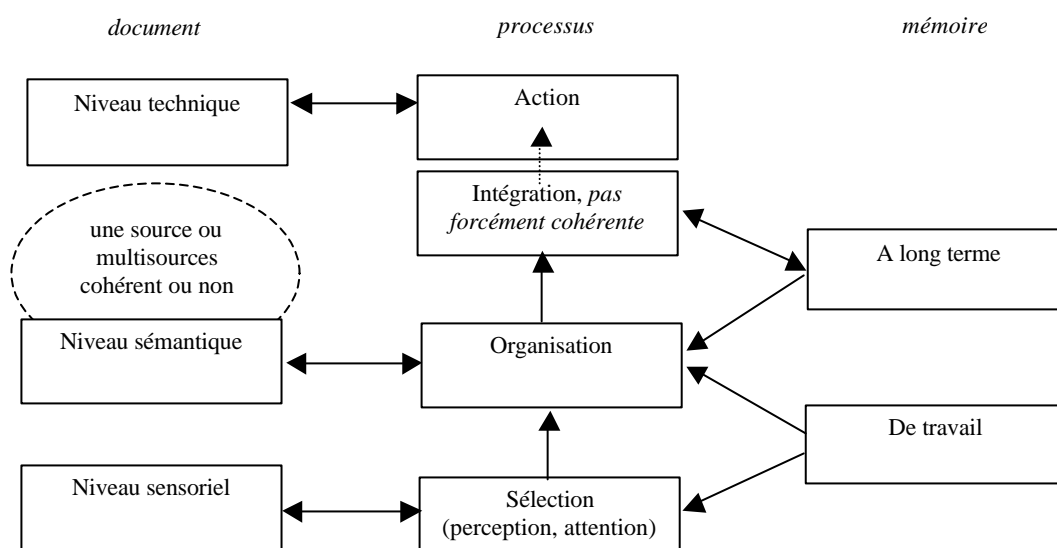 document
processus
mémoire
Niveau technique
Action
Intégration, pas
forcément cohérente
une source ou
multisources
cohérent ou non
A long terme
Niveau sémantique
Organisation
De travail
Niveau sensoriel
Sélection
(perception, attention)